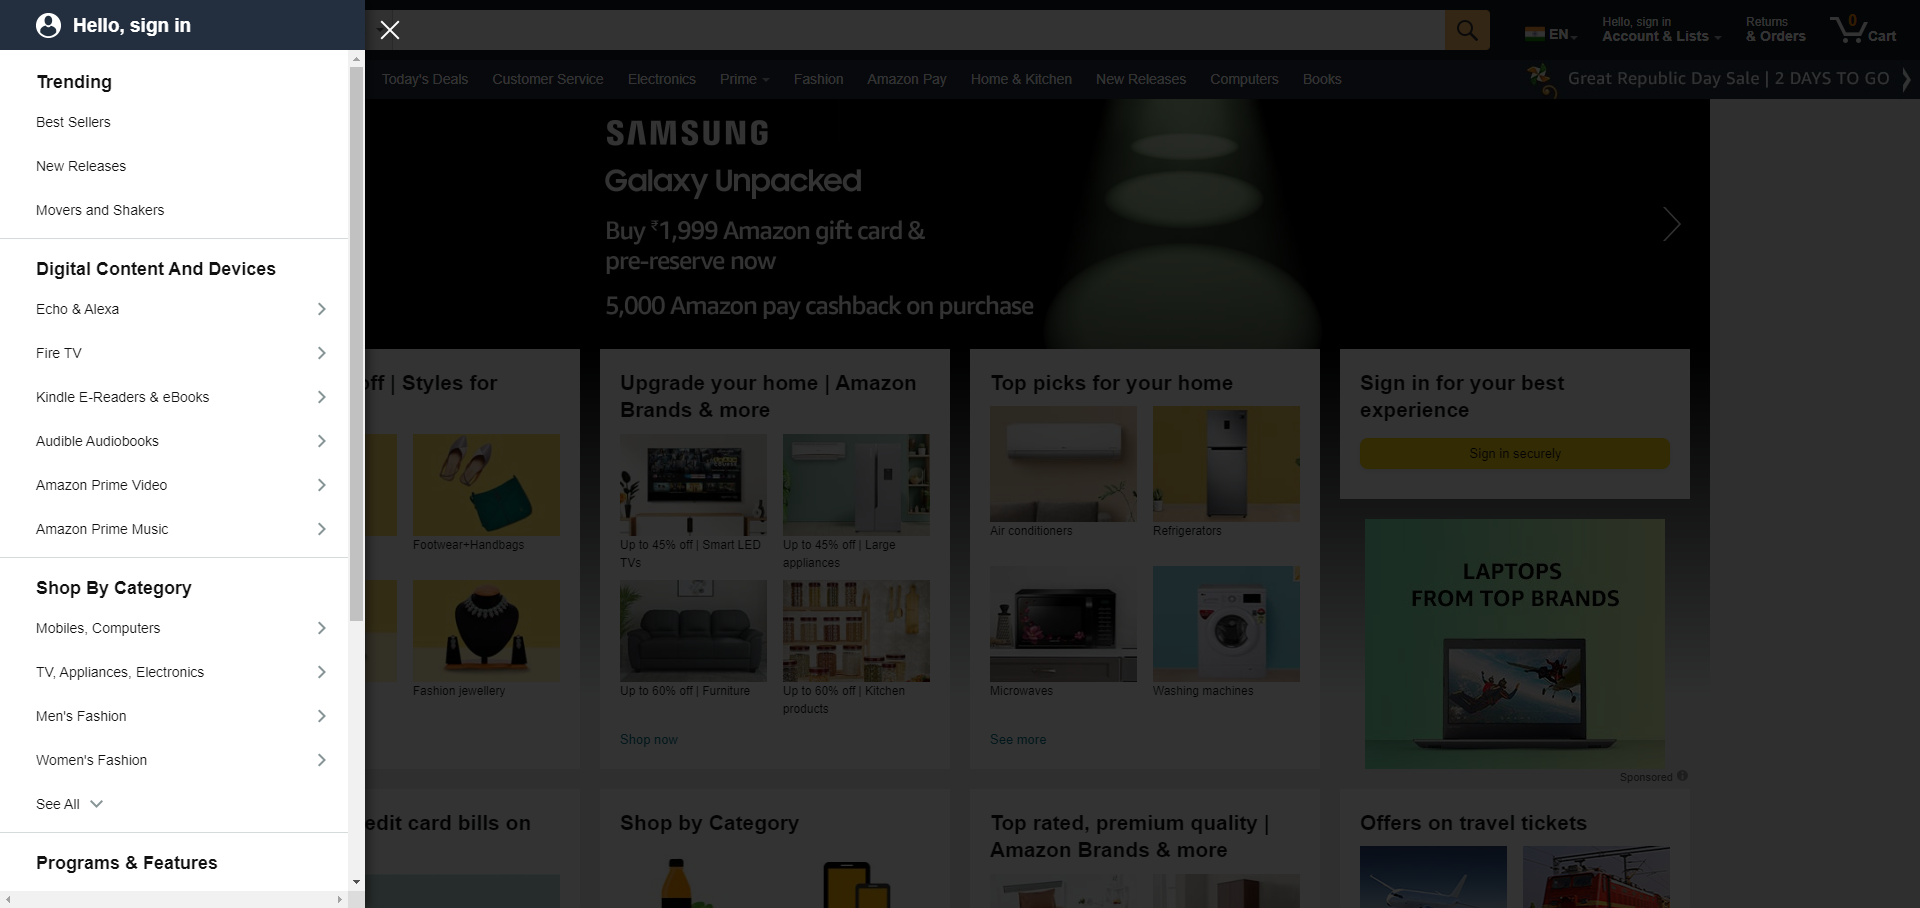 Hello, sign in
Trending
Best Sellers
New Releases
Movers and Shakers
Digital Content And Devices
Echo & Alexa
Fire TV
Kindle E-Readers & eBooks
Audible Audiobooks
Amazon Prime Video
Amazon Prime Music
Shop By Category
Mobiles, Computers
TV, Appliances, Electronics
Men's Fashion
Women's Fashion
See All
Programs & Features
EN
Hello, sign in
Account & Lists
Returns
& Orders
0
Cart
Today's Deals
Customer Service
Electronics
Prime
Fashion
Amazon Pay
Home & Kitchen
New Releases
Computers
Books
Great Republic Day Sale | 2 DAYS TO GO
SAMSUNG
Galaxy Unpacked
Buy ₹1,999 Amazon gift card &
pre-reserve now
5,000 Amazon pay cashback on purchase
off | Styles for
Footwear+Handbags
Fashion jewellery
Upgrade your home | Amazon
Brands & more
Up to 45% off | Smart LED
TVs
Up to 45% off | Large
appliances
Up to 60% off | Furniture
Up to 60% off | Kitchen
products
Shop now
Top picks for your home
Air conditioners
Refrigerators
Microwaves
Washing machines
See more
Sign in for your best
experience
Sign in securely
LAPTOPS
FROM TOP BRANDS
Sponsored
edit card bills on
Shop by Category
Top rated, premium quality |
Amazon Brands & more
Offers on travel tickets